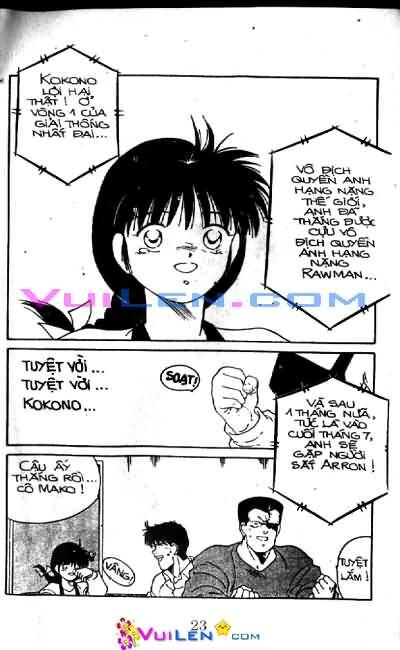 KOKONO
LỢI HẠI
THẬT! Ở
VÒNG 1 CỦA
GIẢI THỐNG
NHẤT ĐAI...
VÔ ĐỊCH
QUYỀN ANH
HẠNG NẶNG
THẾ GIỚI,
ANH ĐÃ
THẮNG ĐƯỢC
CỰU VÔ
ĐỊCH QUYỀN
ANH HẠNG
NẶNG
RAWMAN...
VUILEN.COM
TUYỆT VỜI...
TUYỆT VỜI...
KOKONO...
SOẠT!
VÀ SAU
1 THÁNG NỮA,
TỨC LÀ VÀO
CUỐI THÁNG 7,
ANH SẼ
GẶP NGƯỜI
SẮT ARRON!
CẬU ẤY
THẮNG RỒI...
CÔ MAKO!
VÂNG!
TUYỆT
LẮM!
23
VUILEN.COM